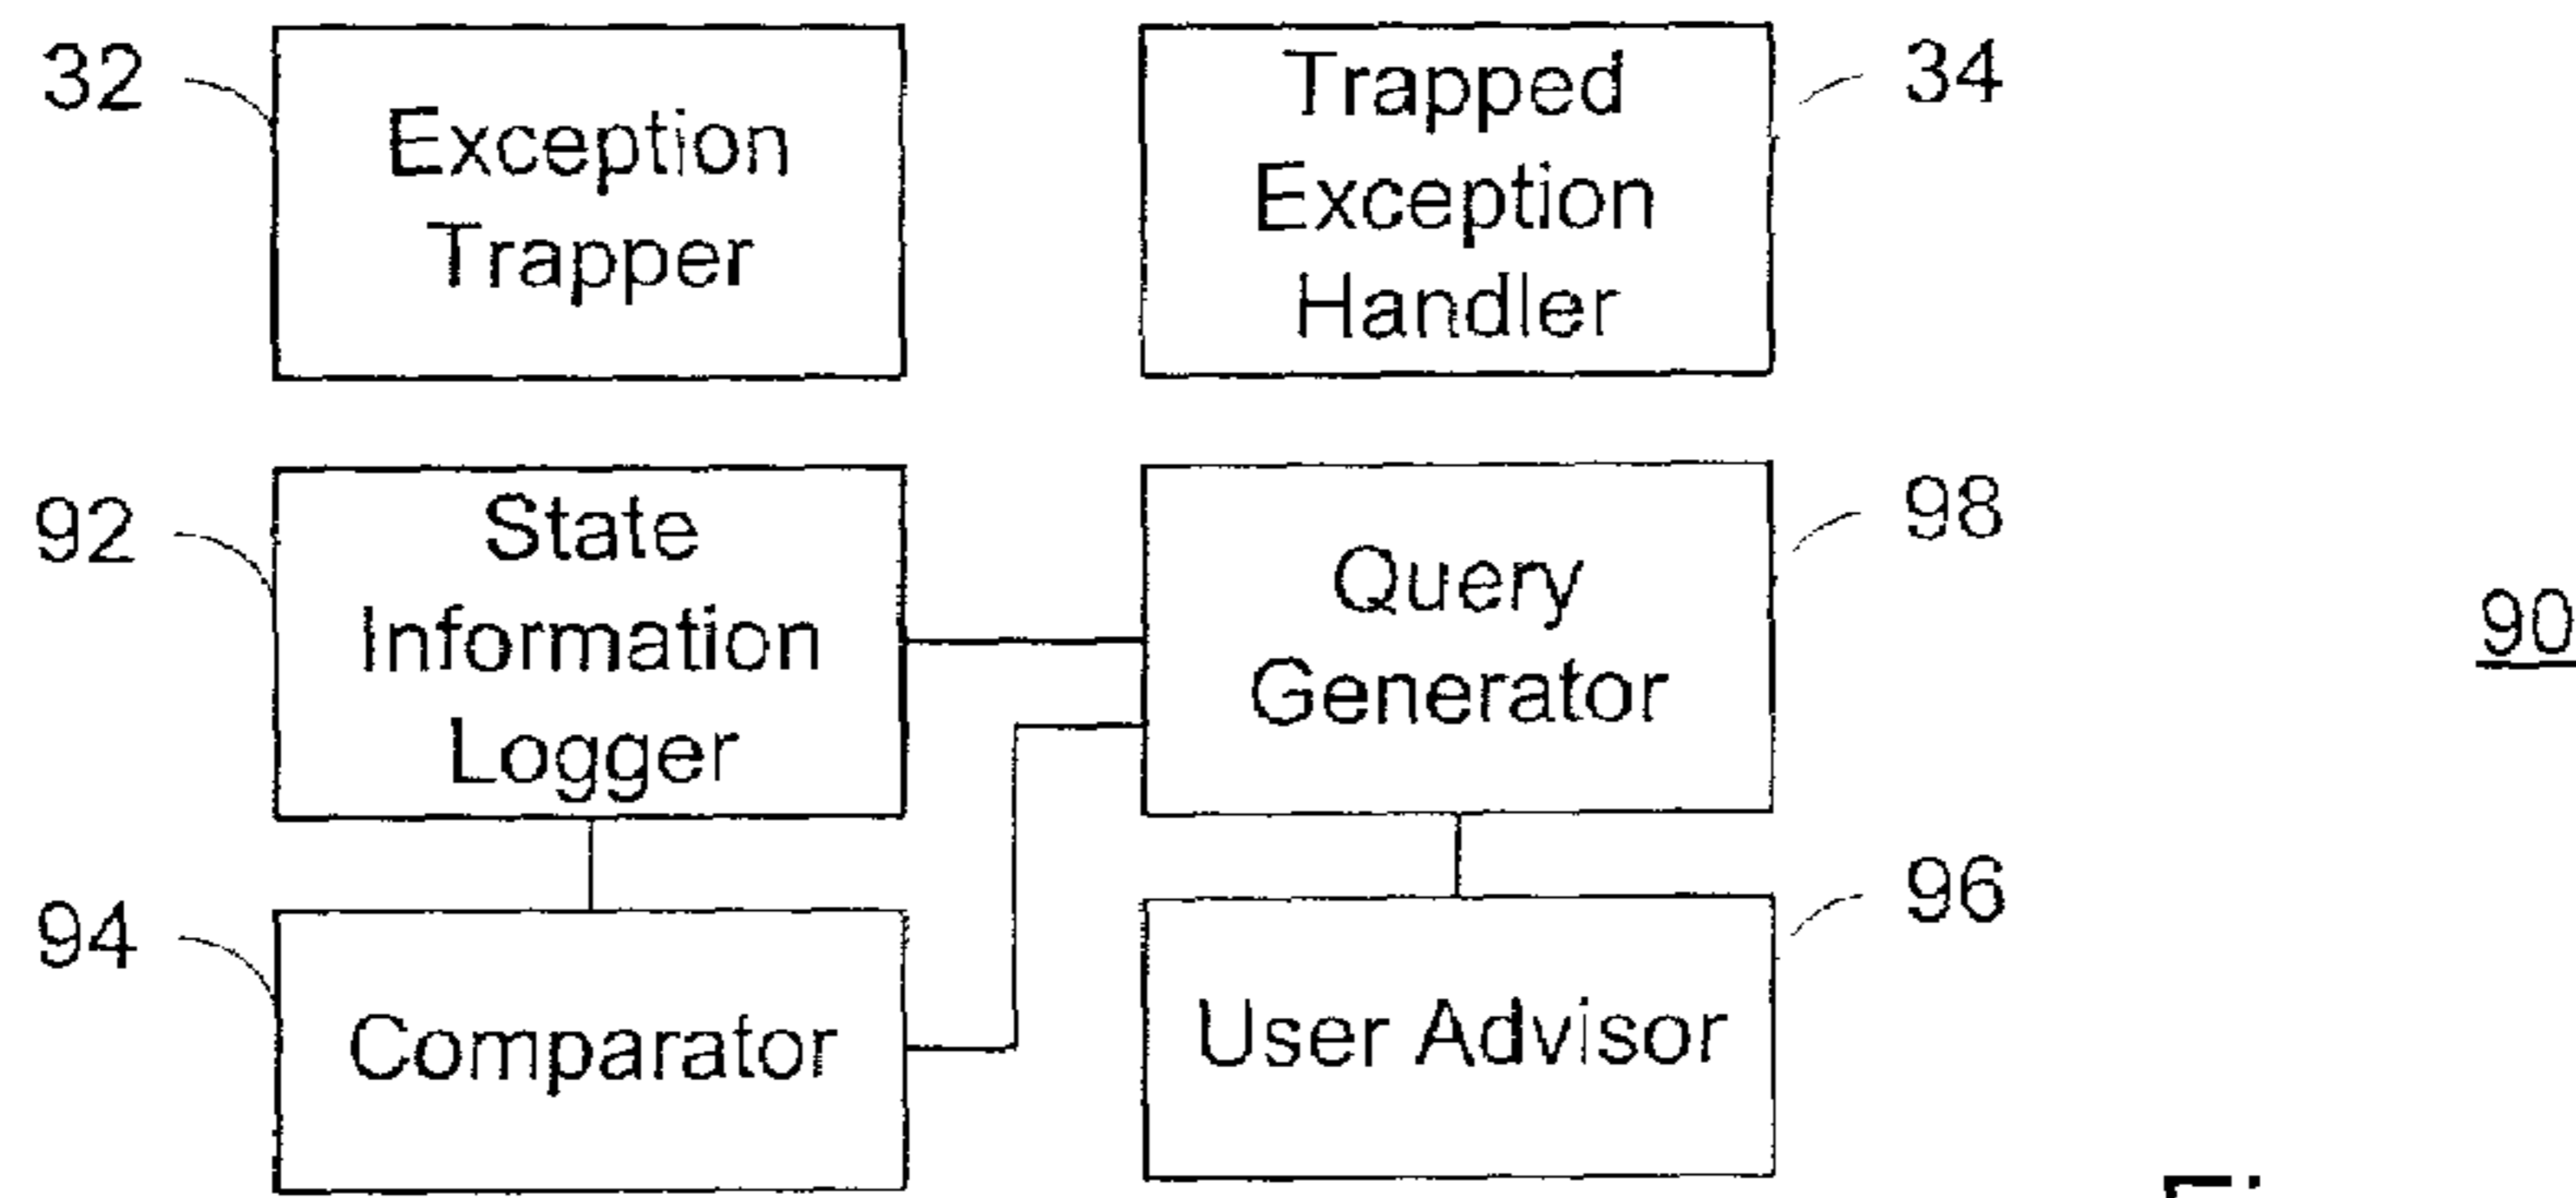 32
Exception
Trapper
Trapped
Exception
Handler
34
92
State
Information
Logger
Query
Generator
98
90
94
Comparator
User Advisor
96